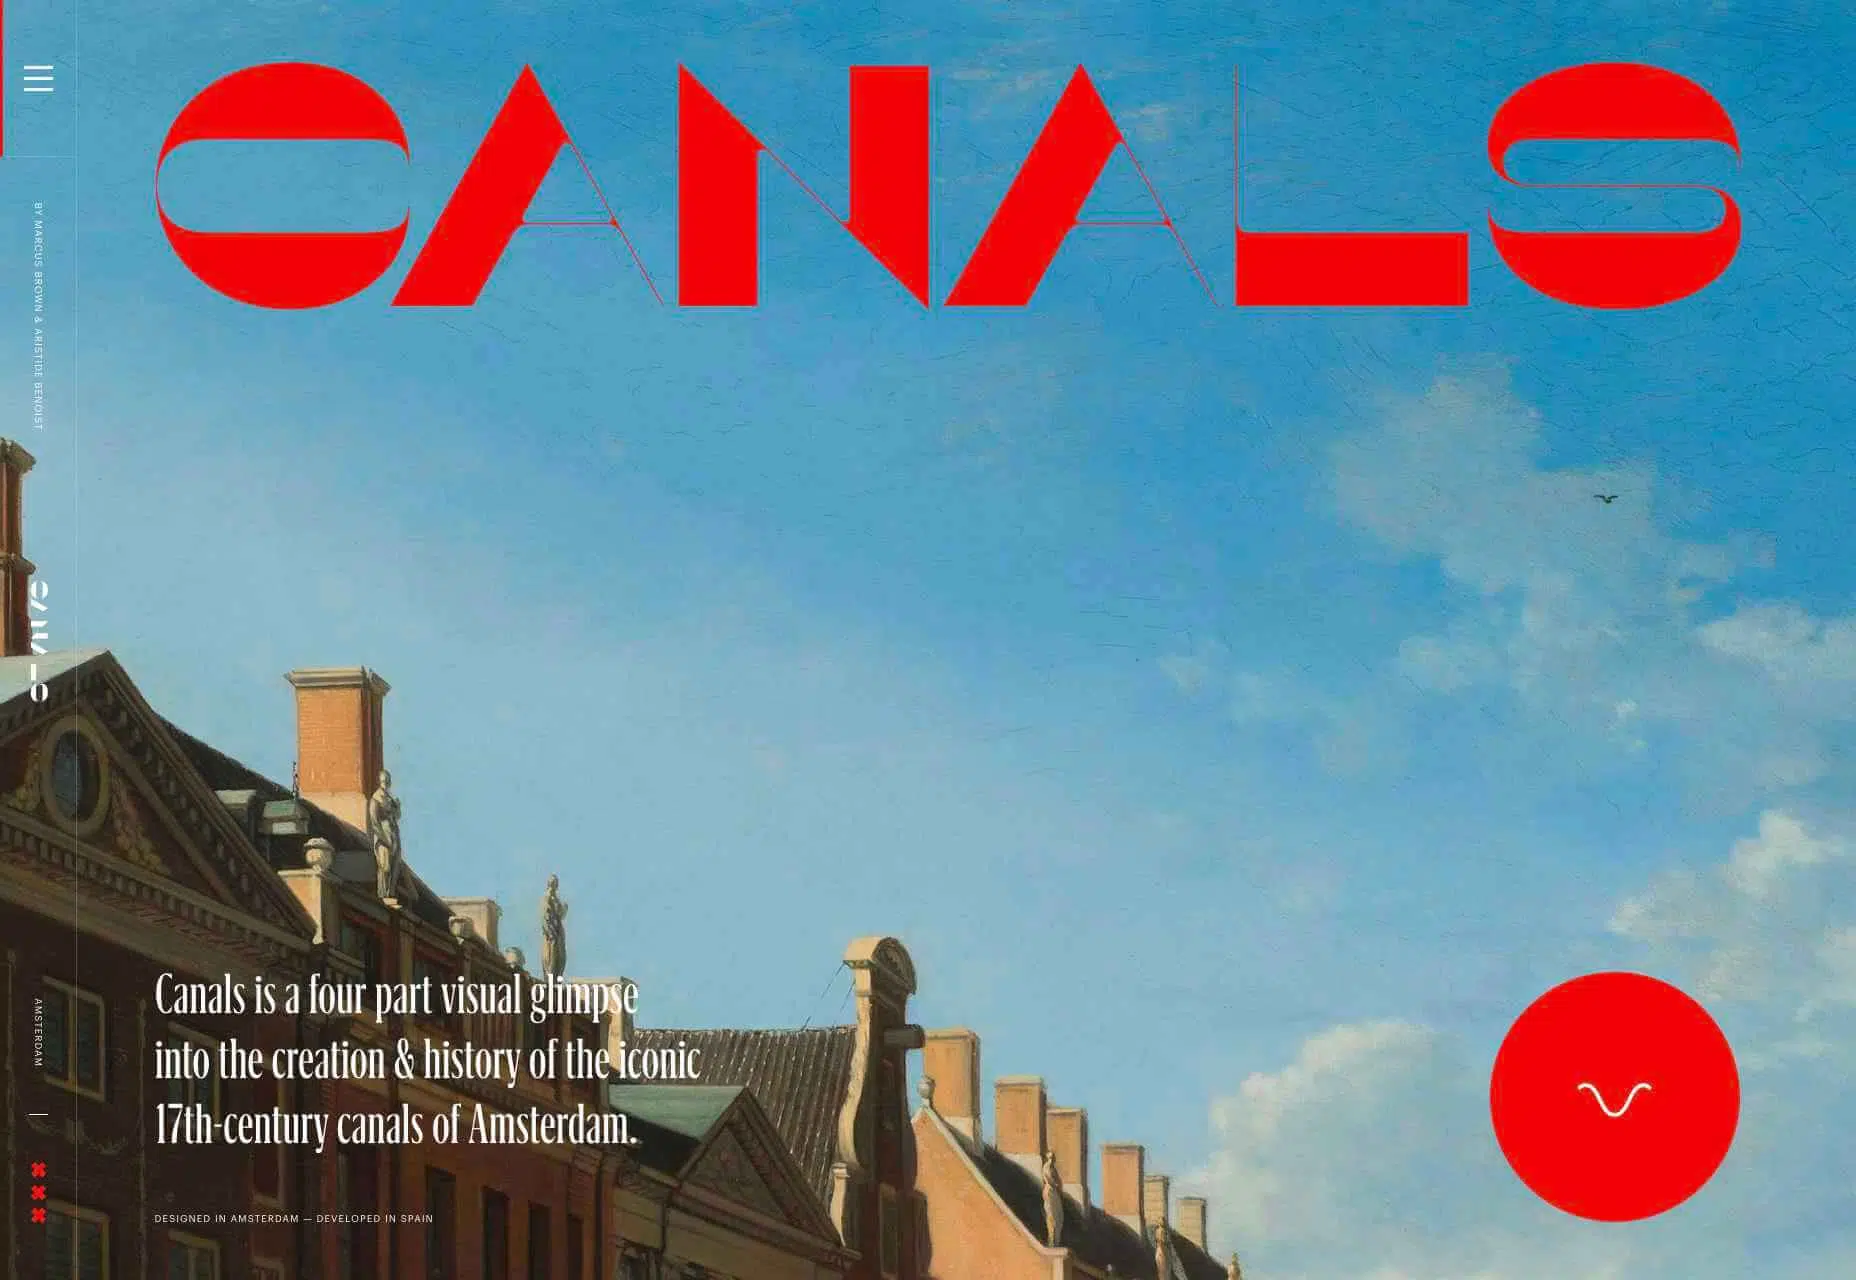 CANALS
BY MARCUS BROWN & ARISTIDE BENOIST
CANALS
Canals is a four part visual glimpse
into the creation & history of the iconic
17th-century canals of Amsterdam.
AMSTERDAM
DESIGNED IN AMSTERDAM — DEVELOPED IN SPAIN